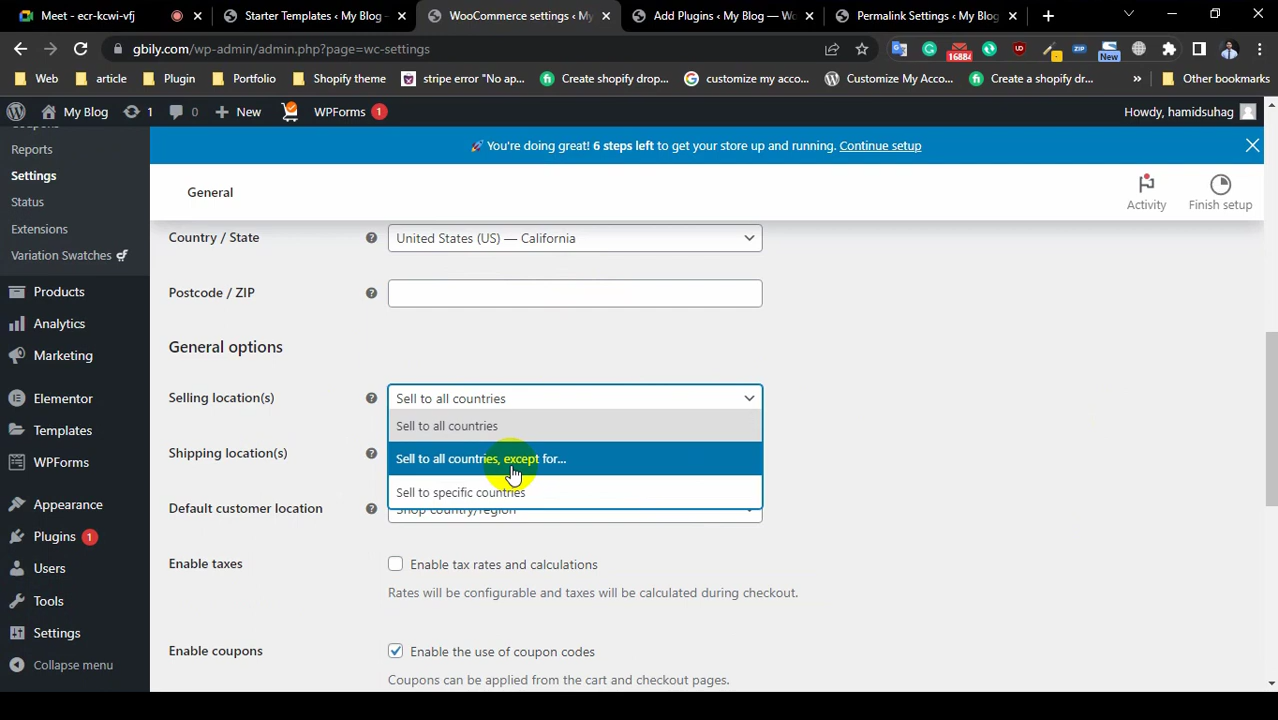 Meet - ecr-kcwi-vfj
Starter Templates ‹ My Blog -
WooCommerce settings ‹ My
Add Plugins ‹ My Blog — Wo
Permalink Settings ‹ My Blog
gbily.com/wp-admin/admin.php?page=wc-settings
16884
New
Web
article
Plugin
Portfolio
Shopify theme
stripe error "No ap...
Create shopify drop...
customize my acco...
Customize My Acco...
Create a shopify dr...
»
Other bookmarks
My Blog
1
0
New
WPForms 1
Howdy, hamidsuhag
Coupons
Reports
Settings
Status
Extensions
Variation Swatches
Products
Analytics
Marketing
Elementor
Templates
WPForms
Appearance
Plugins 1
Users
Tools
Settings
Collapse menu
🚀 You're doing great! 6 steps left to get your store up and running. Continue setup
General
Activity
Finish setup
Country / State
United States (US) — California
Postcode / ZIP
General options
Selling location(s)
Sell to all countries
Sell to all countries
Sell to all countries, except for...
Sell to specific countries
Shipping location(s)
Default customer location
Shop country/region
Enable taxes
Enable tax rates and calculations
Rates will be configurable and taxes will be calculated during checkout.
Enable coupons
Enable the use of coupon codes
Coupons can be applied from the cart and checkout pages.